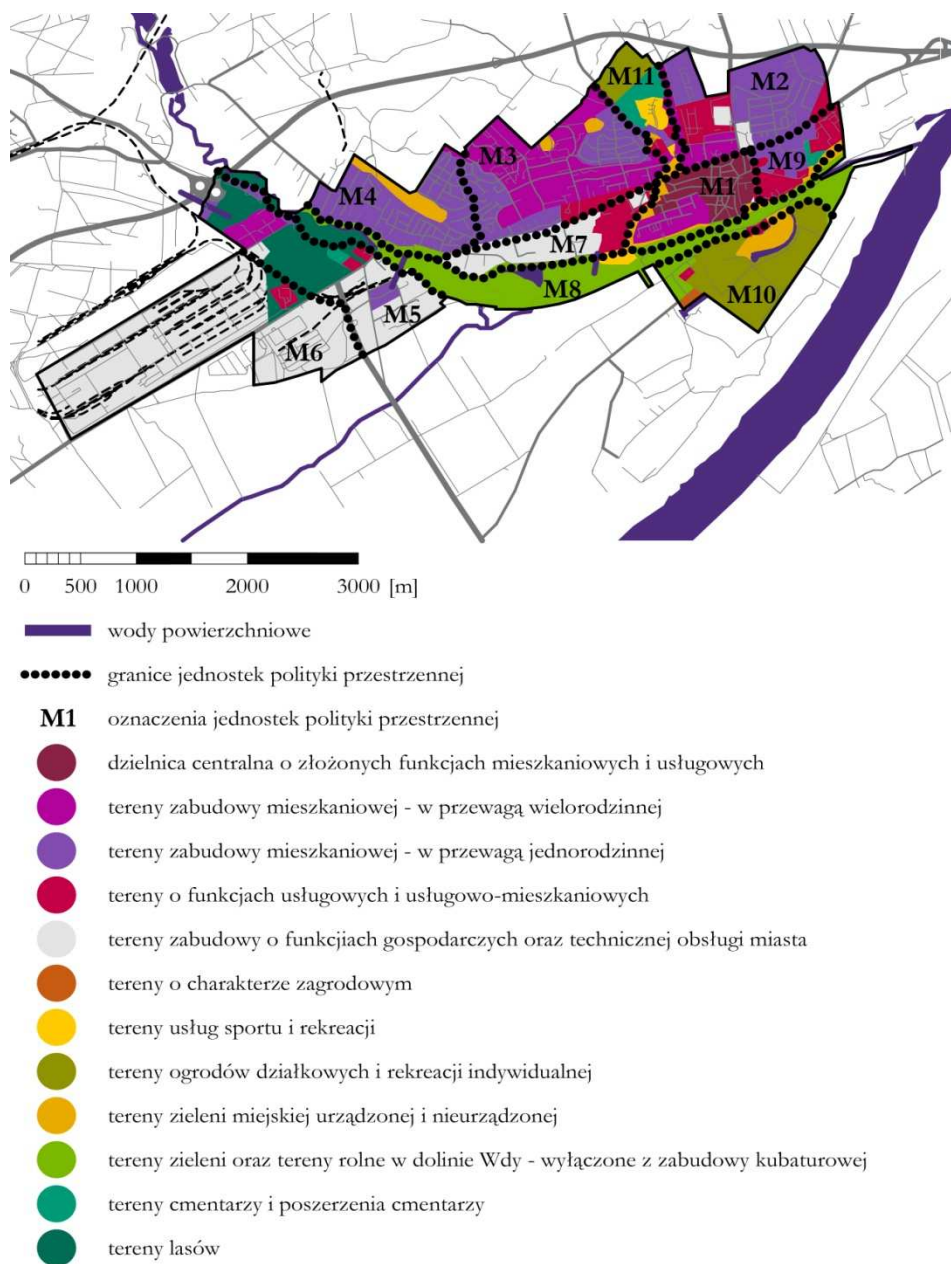 M11
M2
M3
M4
M9
M1
M7
M8
M10
M5
M6
0 500 1000 2000 3000 [m]
wody powierzchniowe
granice jednostek polityki przestrzennej
M1 oznaczenia jednostek polityki przestrzennej
dzielnica centralna o złożonych funkcjach mieszkaniowych i usługowych
tereny zabudowy mieszkaniowej - w przewagą wielorodzinnej
tereny zabudowy mieszkaniowej - w przewagą jednorodzinnej
tereny o funkcjach usługowych i usługowo-mieszkaniowych
tereny zabudowy o funkcjiach gospodarczych oraz technicznej obsługi miasta
tereny o charakterze zagrodowym
tereny usług sportu i rekreacji
tereny ogrodów działkowych i rekreacji indywidualnej
tereny zieleni miejskiej urządzonej i nieurządzonej
tereny zieleni oraz tereny rolne w dolinie Wdy - wyłączone z zabudowy kubaturowej
tereny cmentarzy i poszerzenia cmentarzy
tereny lasów